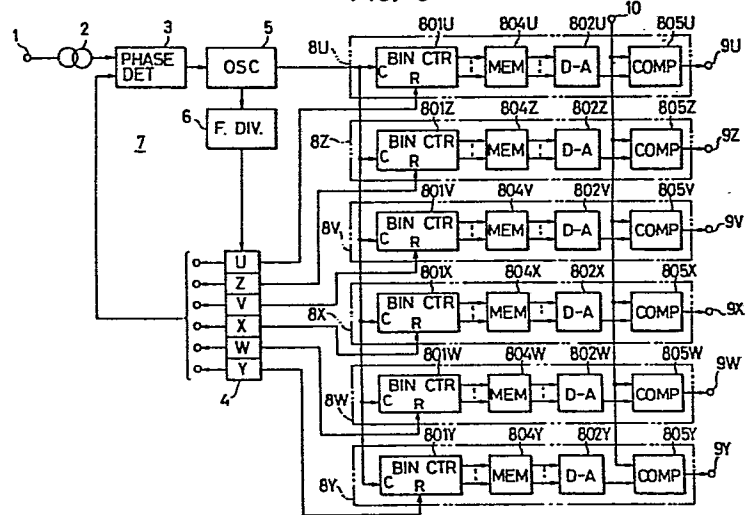 1
2
3
5
PHASE
DET
OSC
6
F. DIV.
7
U
Z
V
X
W
Y
4
10
8U
801U
804U
802U
805U
C
BIN CTR
R
MEM
D-A
COMP
9U
8Z
801Z
804Z
802Z
805Z
C
BIN CTR
R
MEM
D-A
COMP
9Z
8V
801V
804V
802V
805V
C
BIN CTR
R
MEM
D-A
COMP
9V
8X
801X
804X
802X
805X
C
BIN CTR
R
MEM
D-A
COMP
9X
8W
801W
804W
802W
805W
C
BIN CTR
R
MEM
D-A
COMP
9W
8Y
801Y
804Y
802Y
805Y
C
BIN CTR
R
MEM
D-A
COMP
9Y